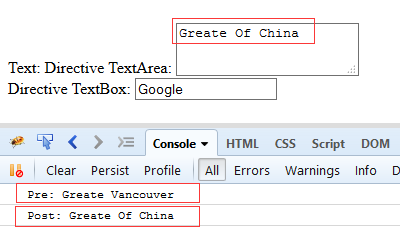 Greate Of China
Text: Directive TextArea:
Directive TextBox: Google
Console HTML CSS Script DOM
Clear Persist Profile All Errors Warnings Info D
Pre: Greate Vancouver
Post: Greate Of China